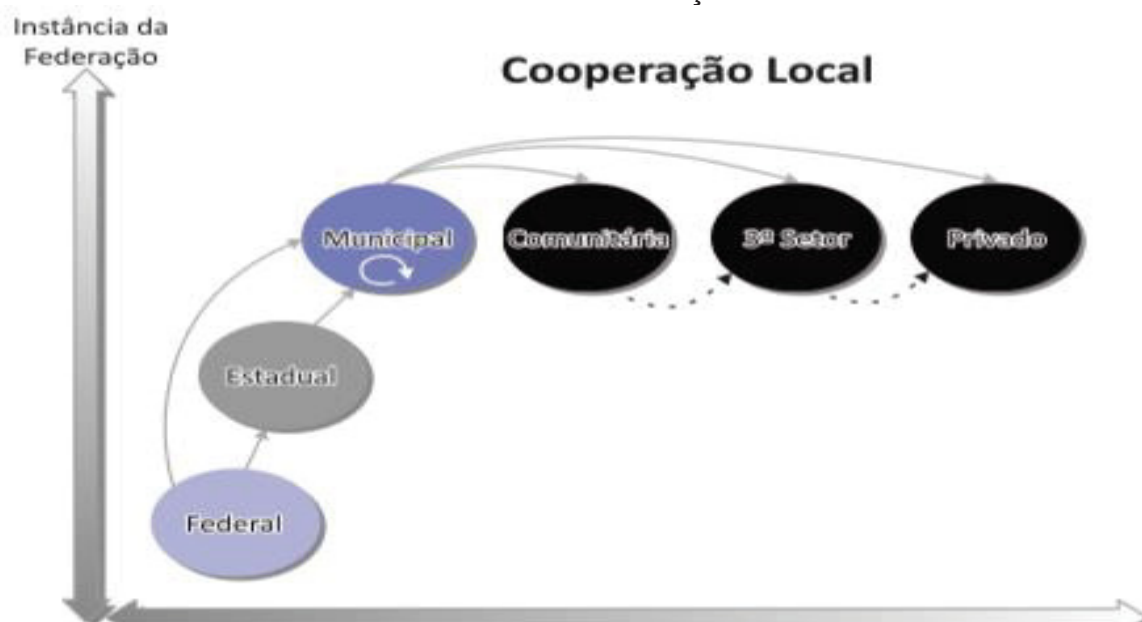 Instância da
Federação
Cooperação Local
Municipal
Comunitária
3º Setor
Privado
Estadual
Federal